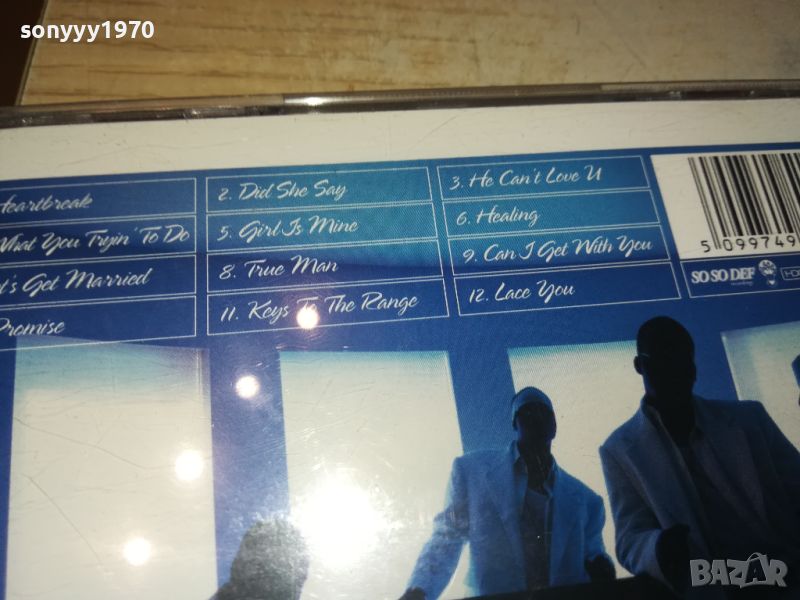 sonyyy1970
Heartbreak
2. Did She Say
3. He Can't Love U
What You Tryin' To Do
5. Girl Is Mine
6. Healing
's Get Married
8. True Man
9. Can I Get With You
Promise
11. Keys To The Range
12. Lace You
5 099749
SO SO DEF
BAZAR